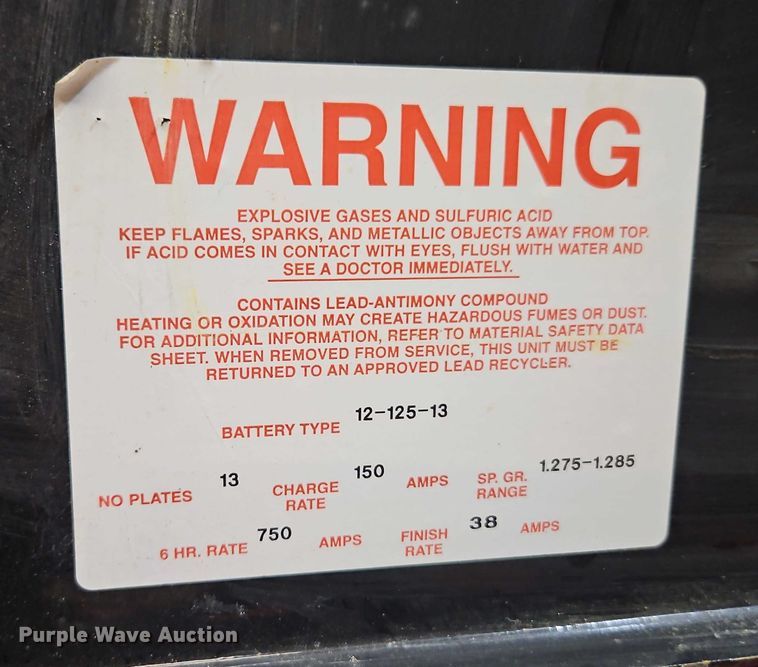 WARNING
EXPLOSIVE GASES AND SULFURIC ACID
KEEP FLAMES, SPARKS, AND METALLIC OBJECTS AWAY FROM TOP.
IF ACID COMES IN CONTACT WITH EYES, FLUSH WITH WATER AND
SEE A DOCTOR IMMEDIATELY.
CONTAINS LEAD-ANTIMONY COMPOUND
HEATING OR OXIDATION MAY CREATE HAZARDOUS FUMES OR DUST.
FOR ADDITIONAL INFORMATION, REFER TO MATERIAL SAFETY DATA
SHEET. WHEN REMOVED FROM SERVICE, THIS UNIT MUST BE
RETURNED TO AN APPROVED LEAD RECYCLER.
BATTERY TYPE 12-125-13
NO PLATES 13 CHARGE RATE 150 AMPS SP. GR. RANGE 1.275-1.285
6 HR. RATE 750 AMPS FINISH RATE 38 AMPS
Purple Wave Auction